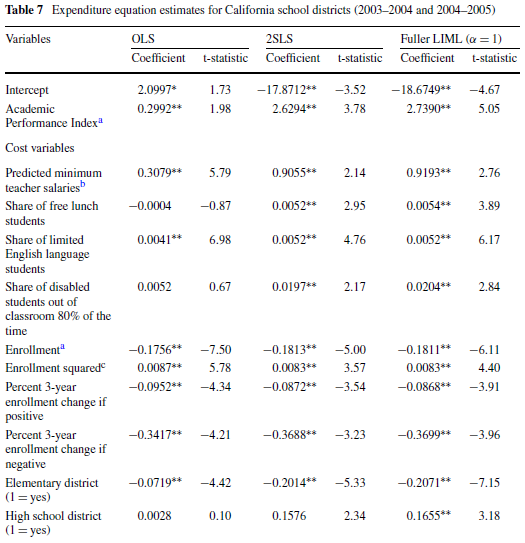 Table 7 Expenditure equation estimates for California school districts (2003–2004 and 2004–2005)
Variables OLS 2SLS Fuller LIML (α = 1)
Coefficient t-statistic Coefficient t-statistic Coefficient t-statistic
Intercept 2.0997* 1.73 −17.8712** −3.52 −18.6749** −4.67
Academic 0.2992** 1.98 2.6294** 3.78 2.7390** 5.05
Performance Indexᵃ
Cost variables
Predicted minimum 0.3079** 5.79 0.9055** 2.14 0.9193** 2.76
teacher salariesᵇ
Share of free lunch −0.0004 −0.87 0.0052** 2.95 0.0054** 3.89
students
Share of limited 0.0041** 6.98 0.0052** 4.76 0.0052** 6.17
English language
students
Share of disabled 0.0052 0.67 0.0197** 2.17 0.0204** 2.84
students out of
classroom 80% of the
time
Enrollmentᵃ −0.1756** −7.50 −0.1813** −5.00 −0.1811** −6.11
Enrollment squaredᶜ 0.0087** 5.78 0.0083** 3.57 0.0083** 4.40
Percent 3-year −0.0952** −4.34 −0.0872** −3.54 −0.0868** −3.91
enrollment change if
positive
Percent 3-year −0.3417** −4.21 −0.3688** −3.23 −0.3699** −3.96
enrollment change if
negative
Elementary district −0.0719** −4.42 −0.2014** −5.33 −0.2071** −7.15
(1 = yes)
High school district 0.0028 0.10 0.1576 2.34 0.1655** 3.18
(1 = yes)